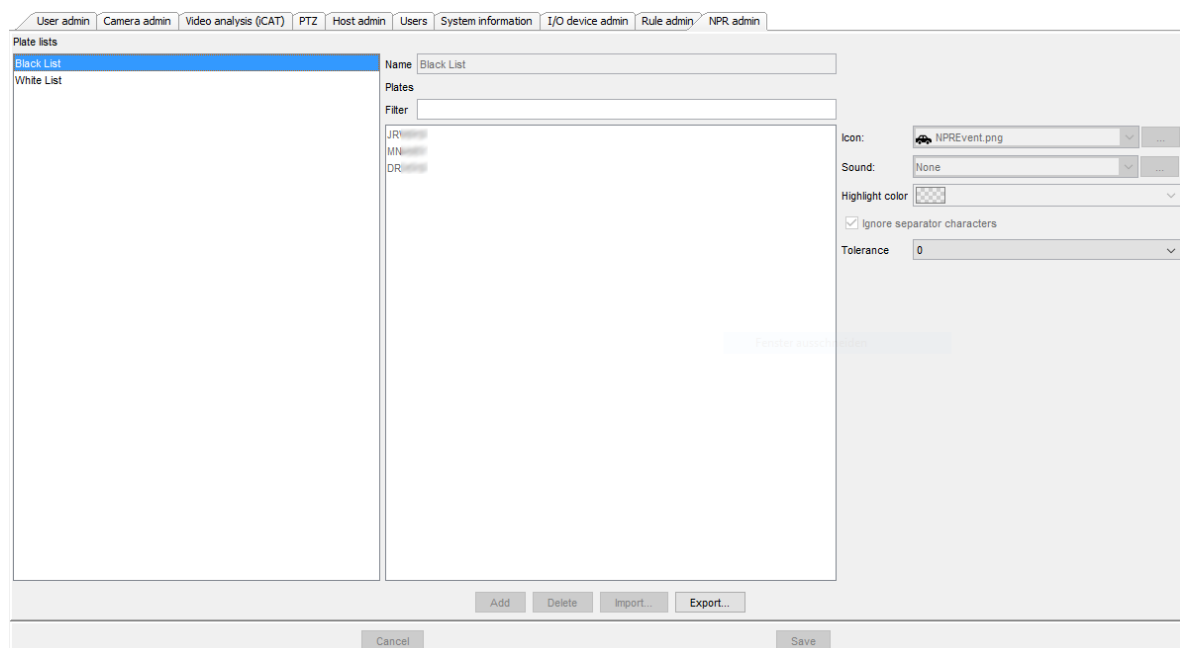 User admin Camera admin Video analysis (iCAT) PTZ Host admin Users System information I/O device admin Rule admin NPR admin
Plate lists
Black List
White List
Name Black List
Plates
Filter
JRV
MN
DR
Icon: NPREvent.png ...
Sound: None ...
Highlight color
Ignore separator characters
Tolerance 0
Add Delete Import... Export...
Cancel Save